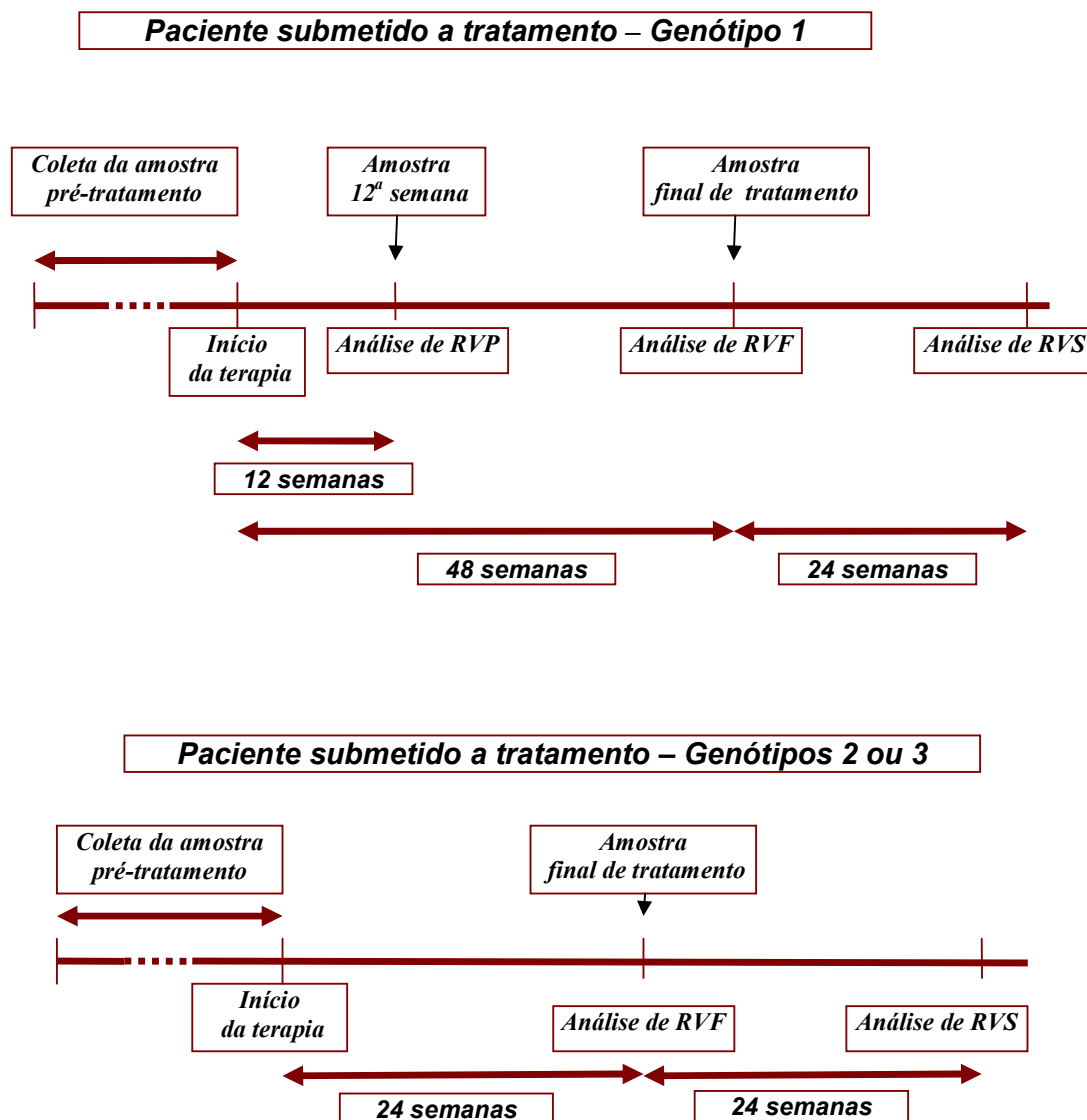 Paciente submetido a tratamento – Genótipo 1
Coleta da amostra
pré-tratamento
Amostra
12ª semana
Amostra
final de tratamento
Início
da terapia
Análise de RVP
Análise de RVF
Análise de RVS
12 semanas
48 semanas
24 semanas
Paciente submetido a tratamento – Genótipos 2 ou 3
Coleta da amostra
pré-tratamento
Amostra
final de tratamento
Início
da terapia
Análise de RVF
Análise de RVS
24 semanas
24 semanas